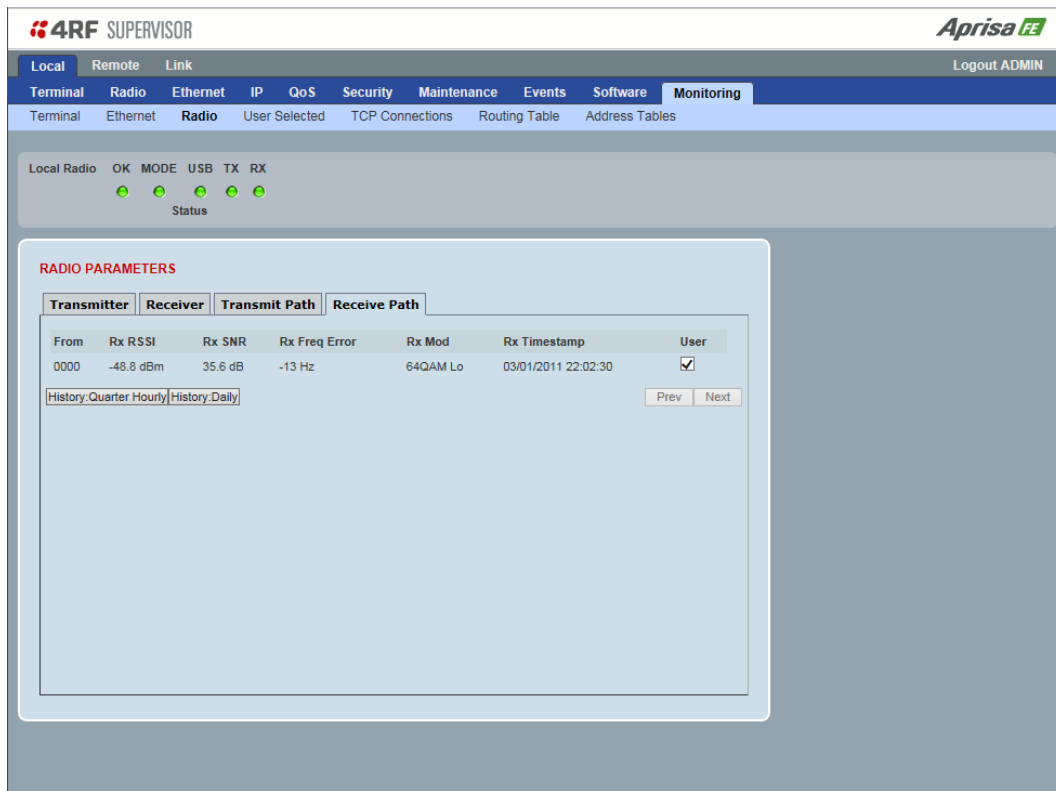 4RF SUPERVISOR Aprisa FE
Local Remote Link Logout ADMIN
Terminal Radio Ethernet IP QoS Security Maintenance Events Software Monitoring
Terminal Ethernet Radio User Selected TCP Connections Routing Table Address Tables
Local Radio OK MODE USB TX RX
Status
RADIO PARAMETERS
Transmitter Receiver Transmit Path Receive Path
From Rx RSSI Rx SNR Rx Freq Error Rx Mod Rx Timestamp User
0000 -48.8 dBm 35.6 dB -13 Hz 64QAM Lo 03/01/2011 22:02:30
History:Quarter Hourly History:Daily Prev Next